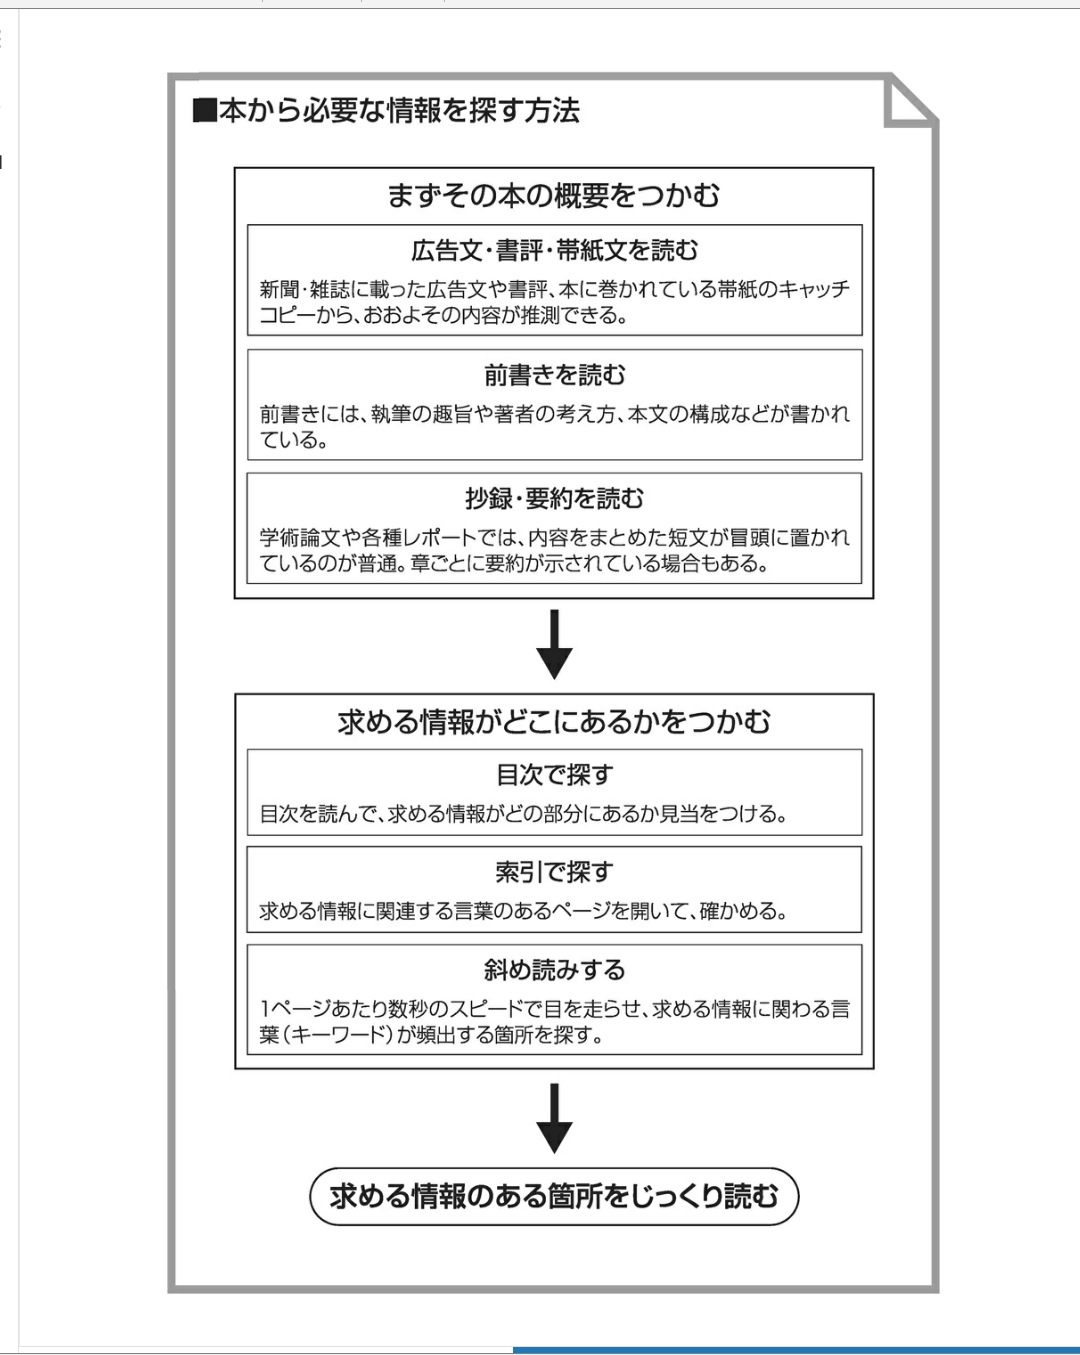 ■本から必要な情報を探す方法
まずその本の概要をつかむ
広告文・書評・帯紙文を読む
新聞・雑誌に載った広告文や書評、本に巻かれている帯紙のキャッチ
コピーから、おおよその内容が推測できる。
前書きを読む
前書きには、執筆の趣旨や著者の考え方、本文の構成などが書かれ
ている。
抄録・要約を読む
学術論文や各種レポートでは、内容をまとめた短文が冒頭に置かれ
ているのが普通。章ごとに要約が示されている場合もある。
求める情報がどこにあるかをつかむ
目次で探す
目次を読んで、求める情報がどの部分にあるか見当をつける。
索引で探す
求める情報に関連する言葉のあるページを開いて、確かめる。
斜め読みする
1ページあたり数秒のスピードで目を走らせ、求める情報に関わる言
葉（キーワード）が頻出する箇所を探す。
求める情報のある箇所をじっくり読む